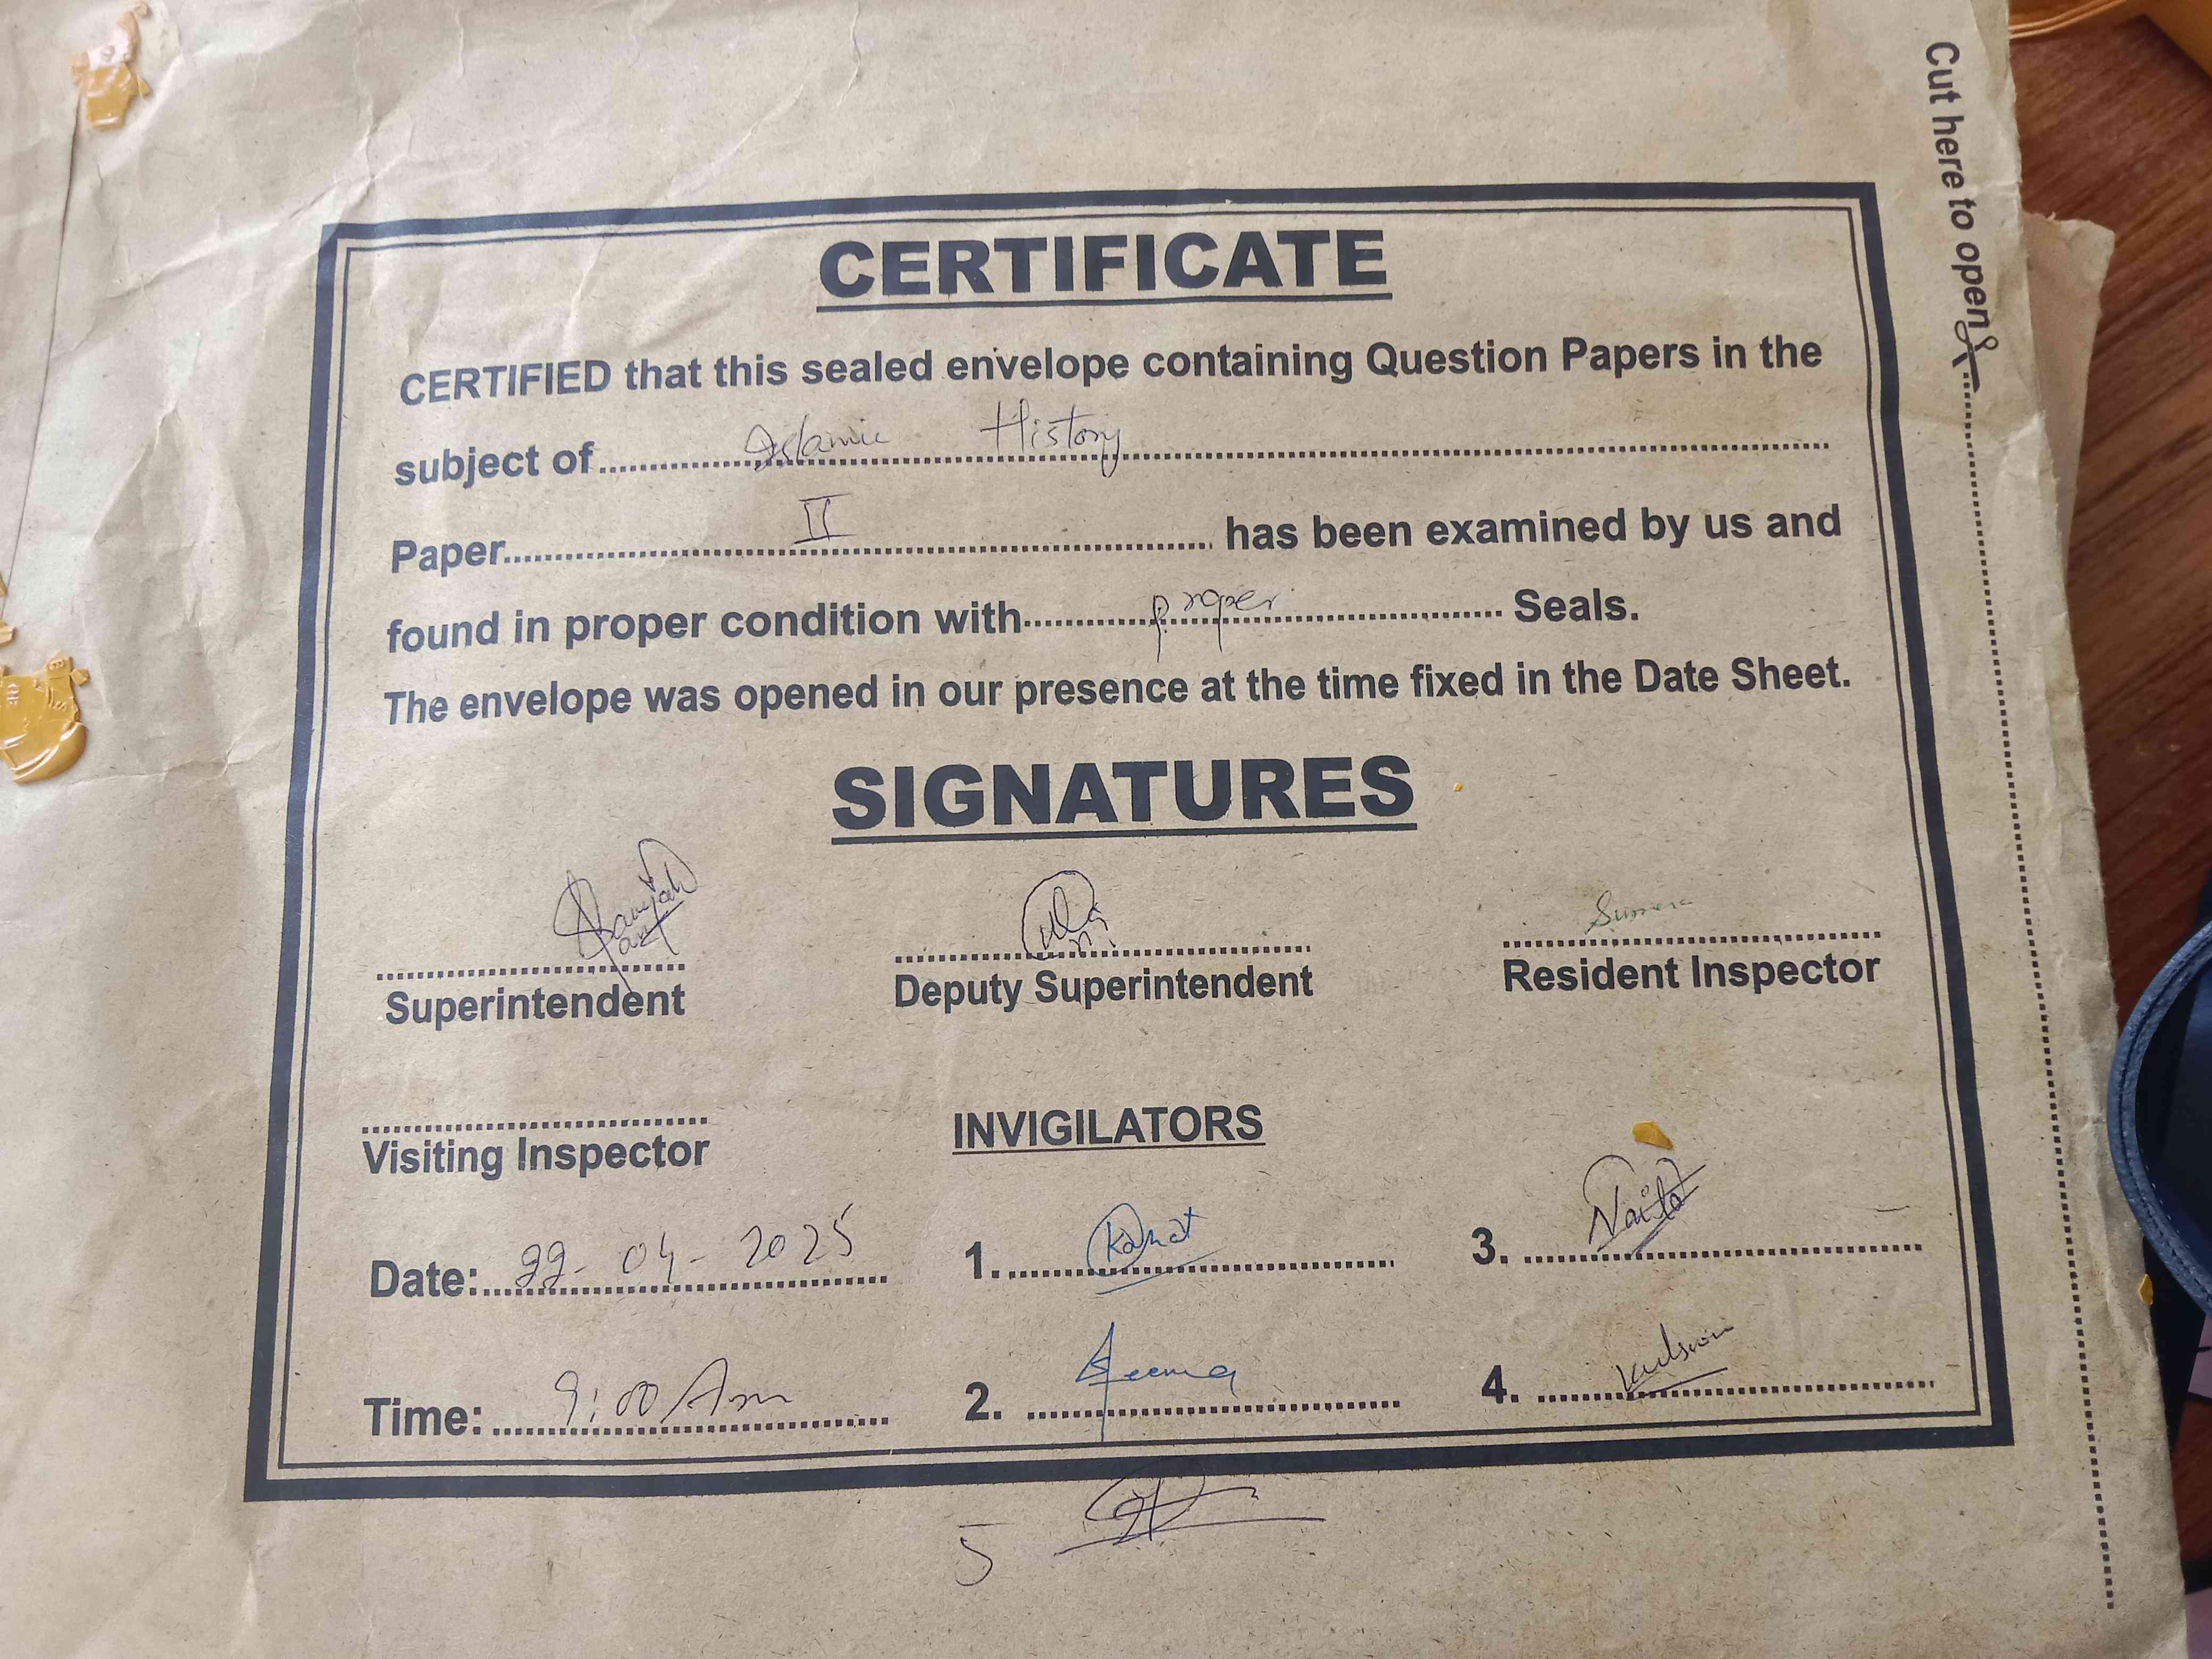 Cut here to open
CERTIFICATE
CERTIFIED that this sealed envelope containing Question Papers in the
subject of Islamic History
Paper II has been examined by us and
found in proper condition with proper Seals.
The envelope was opened in our presence at the time fixed in the Date Sheet.
SIGNATURES
Superintendent
Deputy Superintendent
Resident Inspector
Visiting Inspector
INVIGILATORS
Date: 22-04-2025
1.
3.
Time: 9:00 Am
2. Seema
4.
5